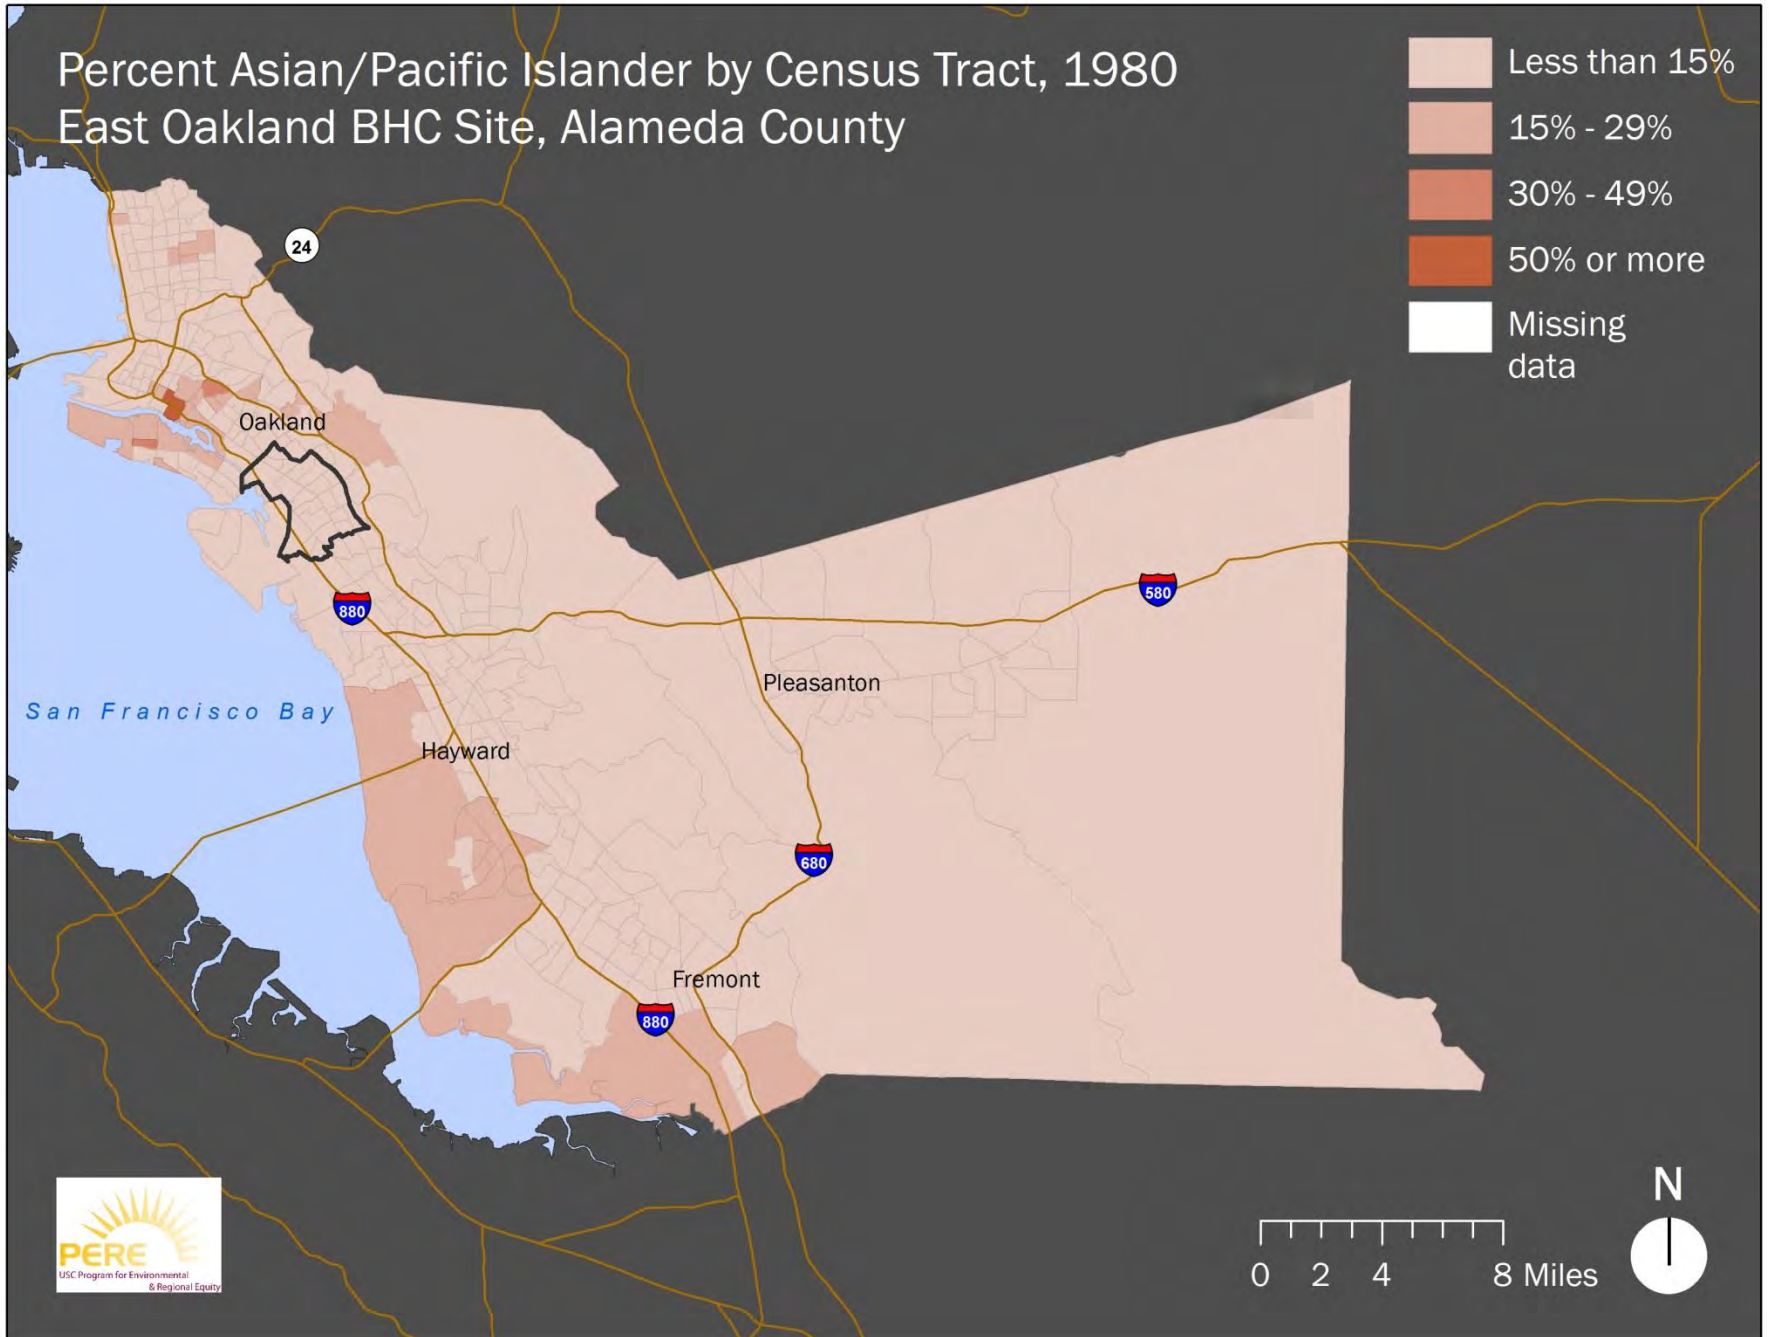 Percent Asian/Pacific Islander by Census Tract, 1980
East Oakland BHC Site, Alameda County
Less than 15%
15% - 29%
30% - 49%
50% or more
Missing
data
24
Oakland
880
580
Pleasanton
San Francisco Bay
Hayward
680
Fremont
880
PERE
USC Program for Environmental
& Regional Equity
N
0 2 4 8 Miles